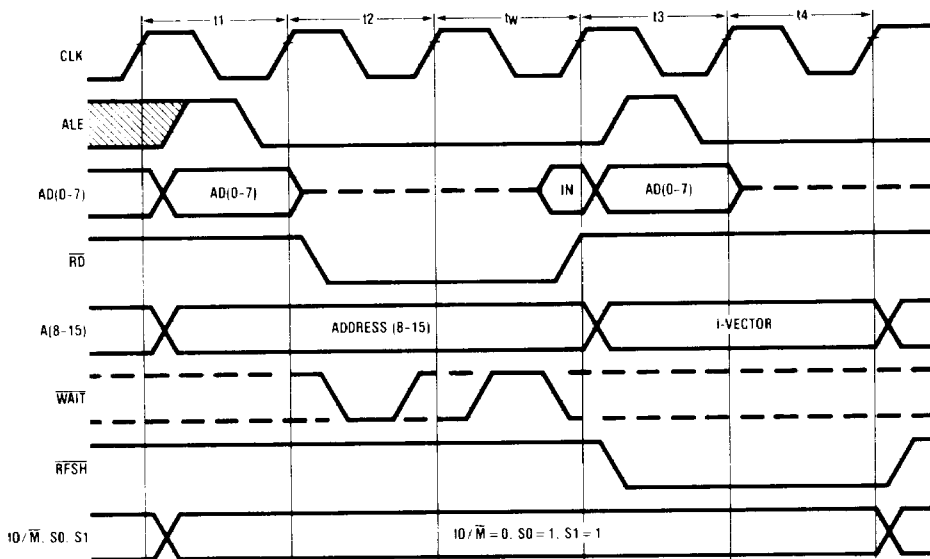 t1 t2 tw t3 t4
CLK
ALE
AD(0-7) AD(0-7) IN AD(0-7)
RD
A(8-15) ADDRESS (8-15) I-VECTOR
WAIT
RFSH
IO/M, S0, S1 IO/M = 0, S0 = 1, S1 = 1